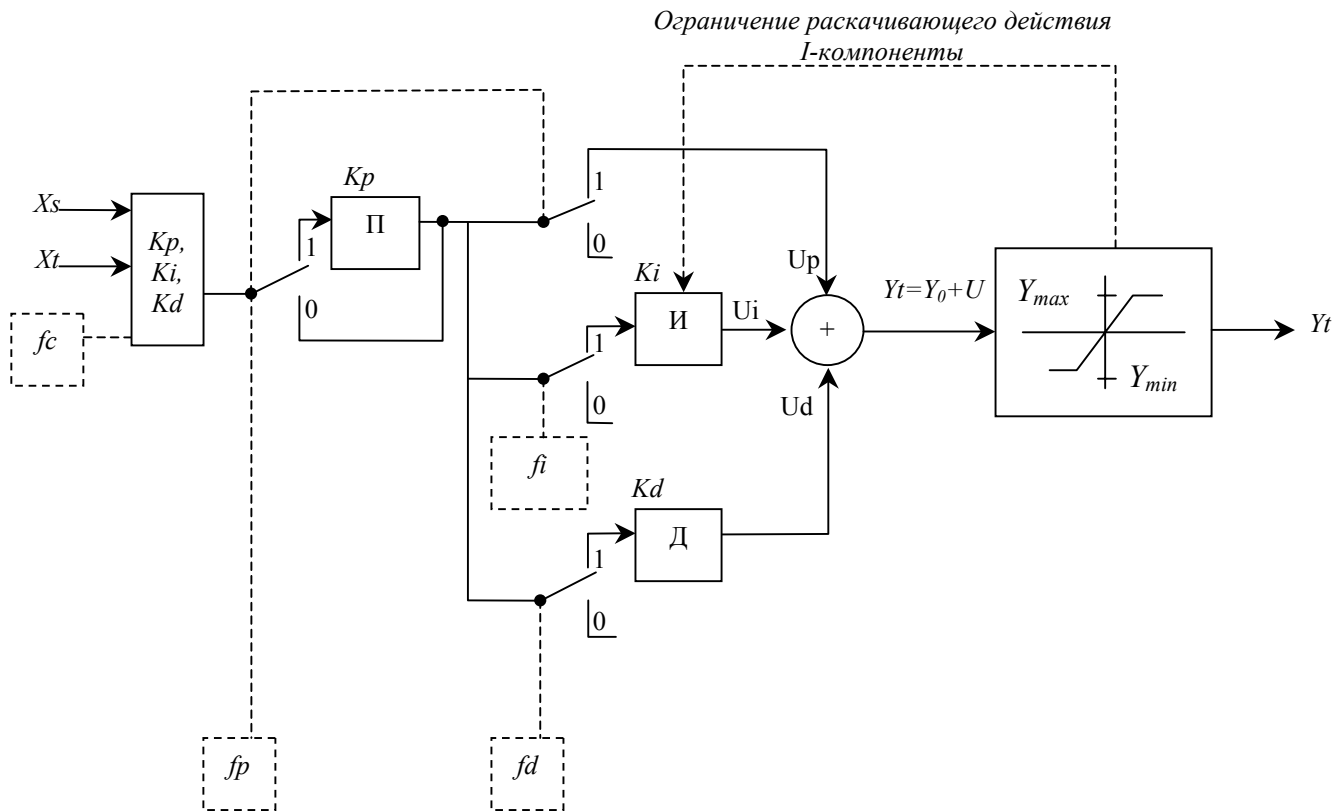 Ограничение раскачивающего действия
I-компоненты
Kp
1
Xs
П
Kp,
Ki,
Kd
1
0
Xt
Ki
Up
Yt=Y0+U
Ymax
0
И
Ui
+
Yt
fc
1
Ymin
0
Ud
fi
Kd
1
Д
0
fp
fd